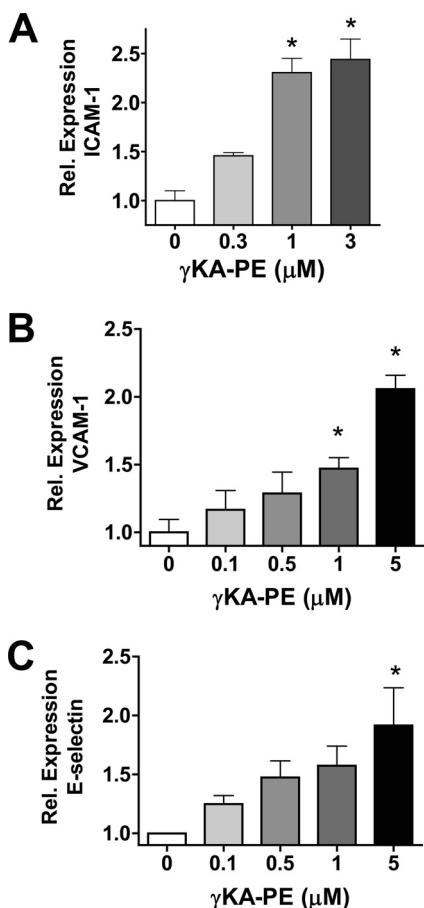 A
Rel. Expression
ICAM-1
2.5
2.0
1.5
1.0
* *
0 0.3 1 3
γKA-PE (μM)
B
Rel. Expression
VCAM-1
2.5
2.0
1.5
1.0
*
*
0 0.1 0.5 1 5
γKA-PE (μM)
C
Rel. Expression
E-selectin
2.5
2.0
1.5
1.0
*
0 0.1 0.5 1 5
γKA-PE (μM)